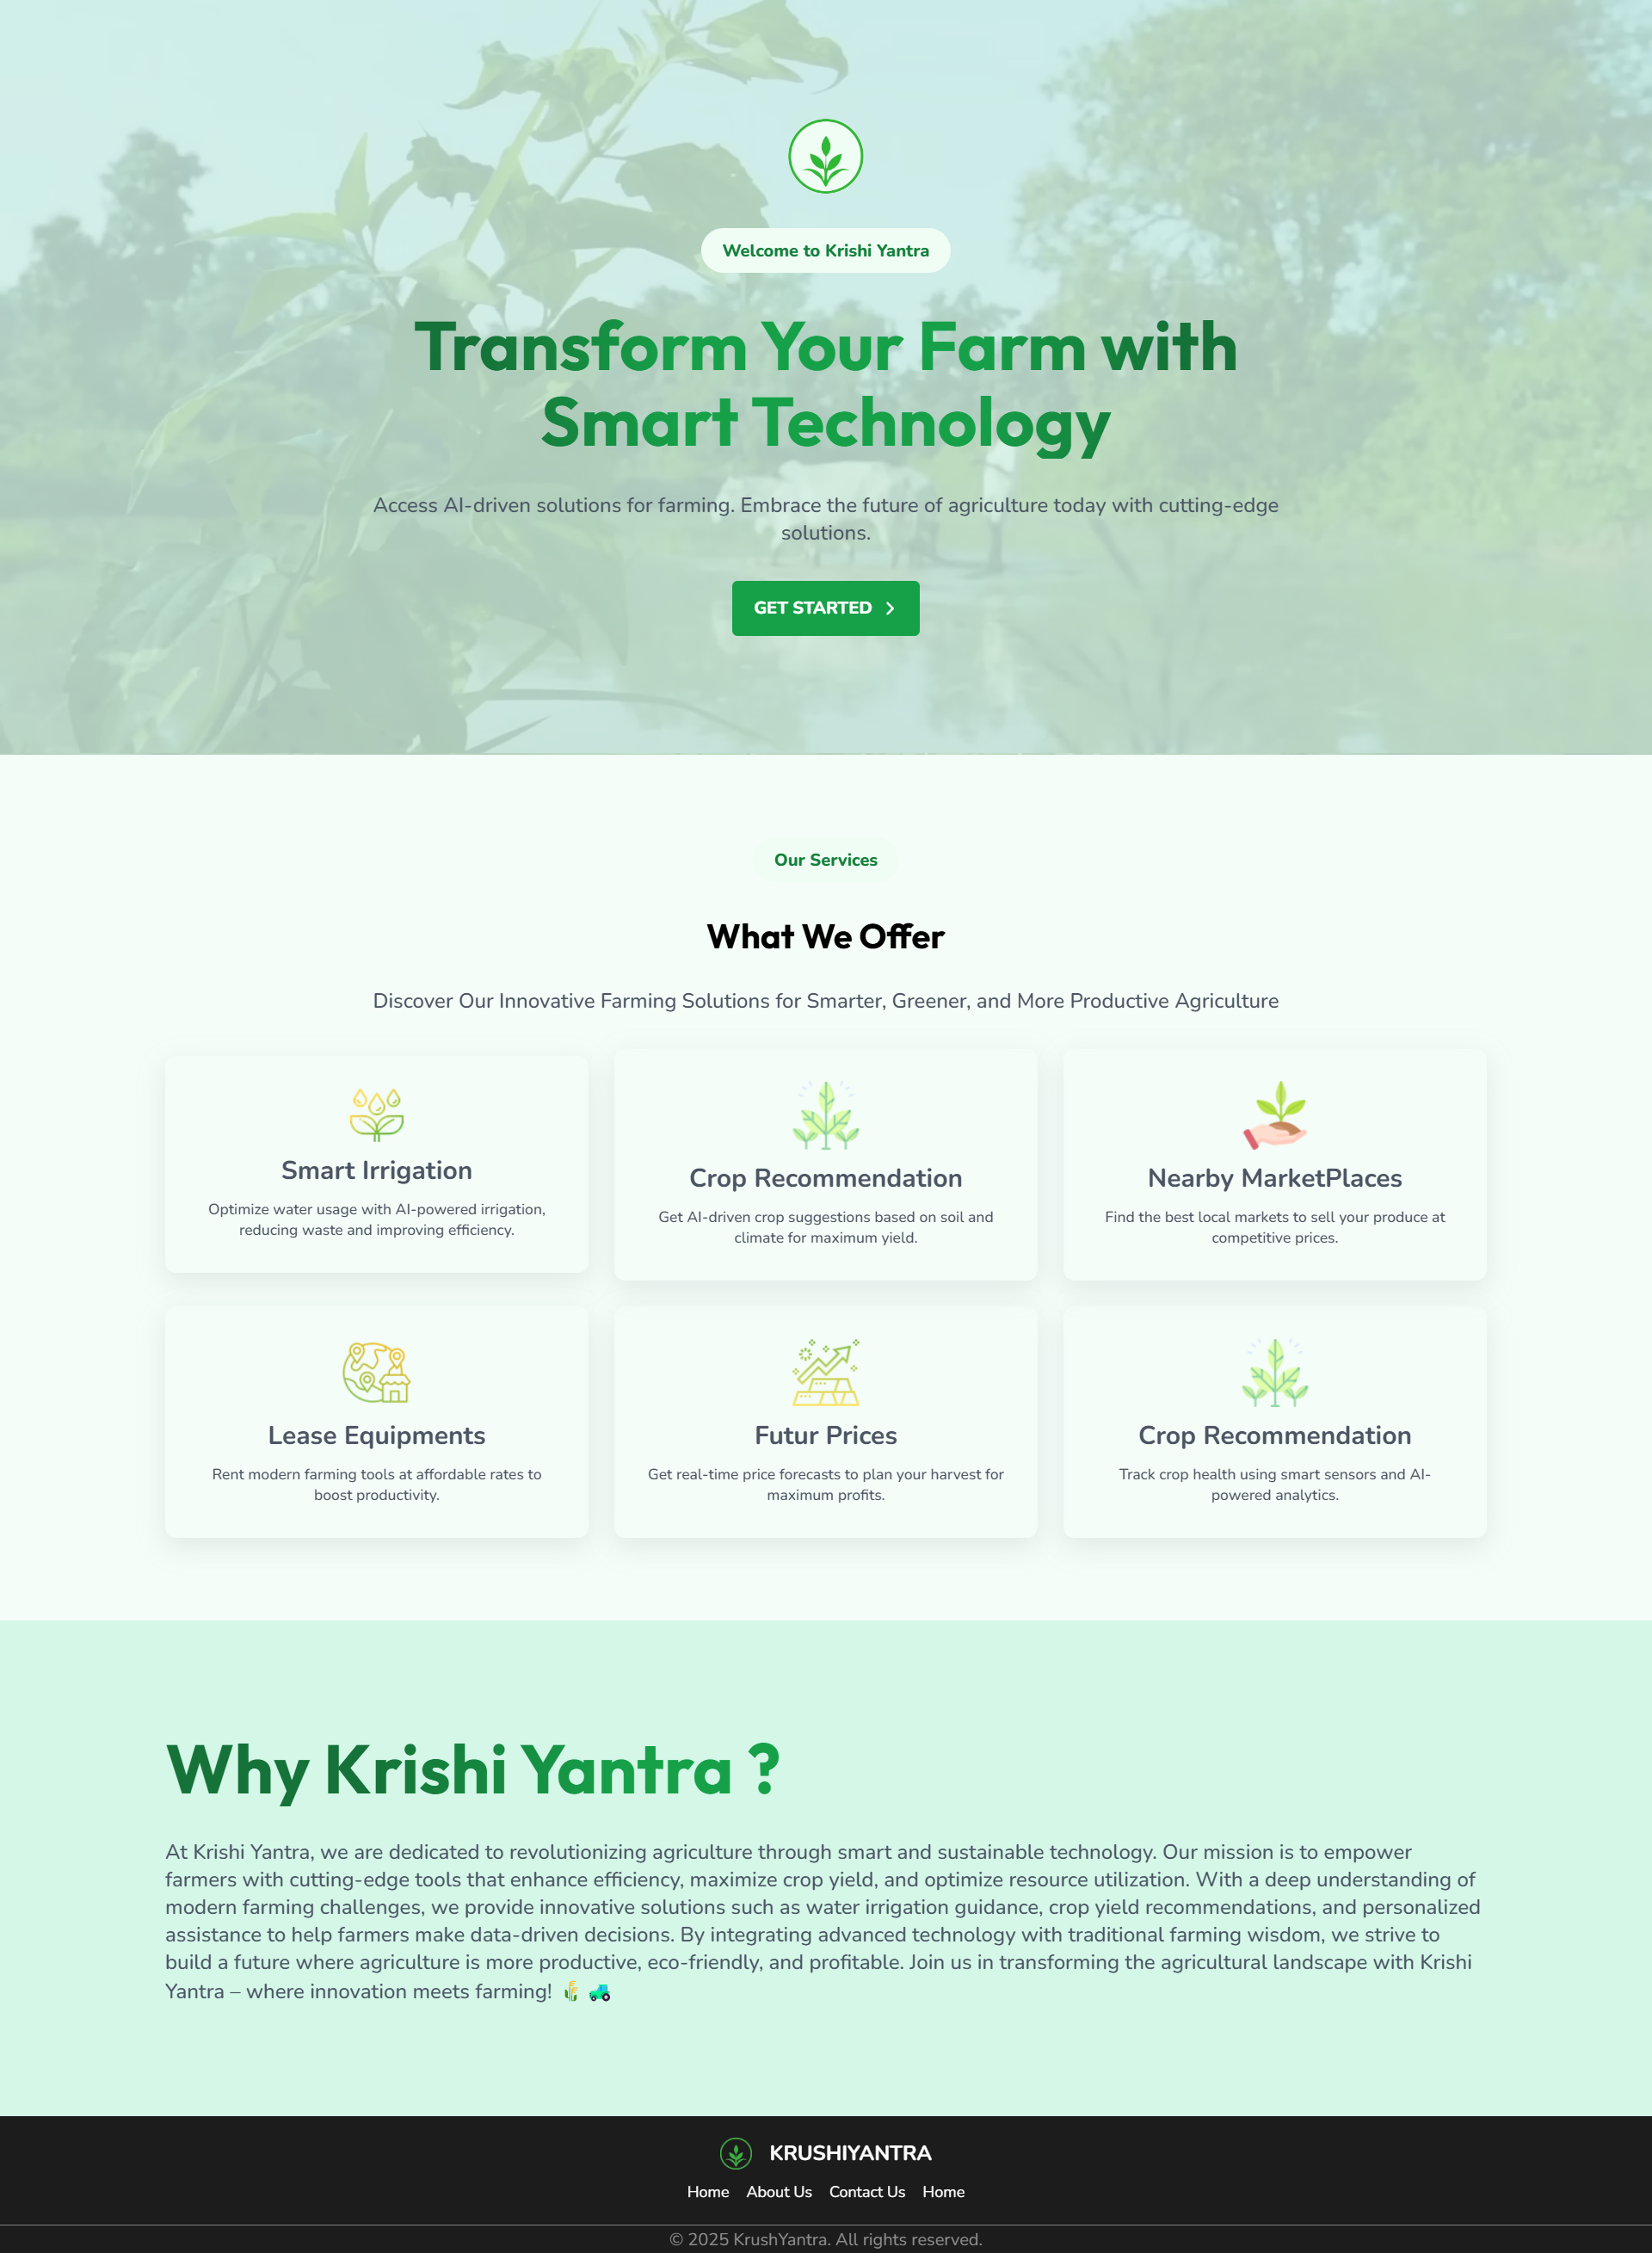 Welcome to Krishi Yantra
Transform Your Farm with
Smart Technology
Access AI-driven solutions for farming. Embrace the future of agriculture today with cutting-edge
solutions.
GET STARTED
Our Services
What We Offer
Discover Our Innovative Farming Solutions for Smarter, Greener, and More Productive Agriculture
Smart Irrigation
Optimize water usage with AI-powered irrigation,
reducing waste and improving efficiency.
Crop Recommendation
Get AI-driven crop suggestions based on soil and
climate for maximum yield.
Nearby MarketPlaces
Find the best local markets to sell your produce at
competitive prices.
Lease Equipments
Rent modern farming tools at affordable rates to
boost productivity.
Futur Prices
Get real-time price forecasts to plan your harvest for
maximum profits.
Crop Recommendation
Track crop health using smart sensors and AI-
powered analytics.
Why Krishi Yantra ?
At Krishi Yantra, we are dedicated to revolutionizing agriculture through smart and sustainable technology. Our mission is to empower
farmers with cutting-edge tools that enhance efficiency, maximize crop yield, and optimize resource utilization. With a deep understanding of
modern farming challenges, we provide innovative solutions such as water irrigation guidance, crop yield recommendations, and personalized
assistance to help farmers make data-driven decisions. By integrating advanced technology with traditional farming wisdom, we strive to
build a future where agriculture is more productive, eco-friendly, and profitable. Join us in transforming the agricultural landscape with Krishi
Yantra – where innovation meets farming! 🌾 🚜
KRUSHIYANTRA
Home About Us Contact Us Home
© 2025 KrushYantra. All rights reserved.